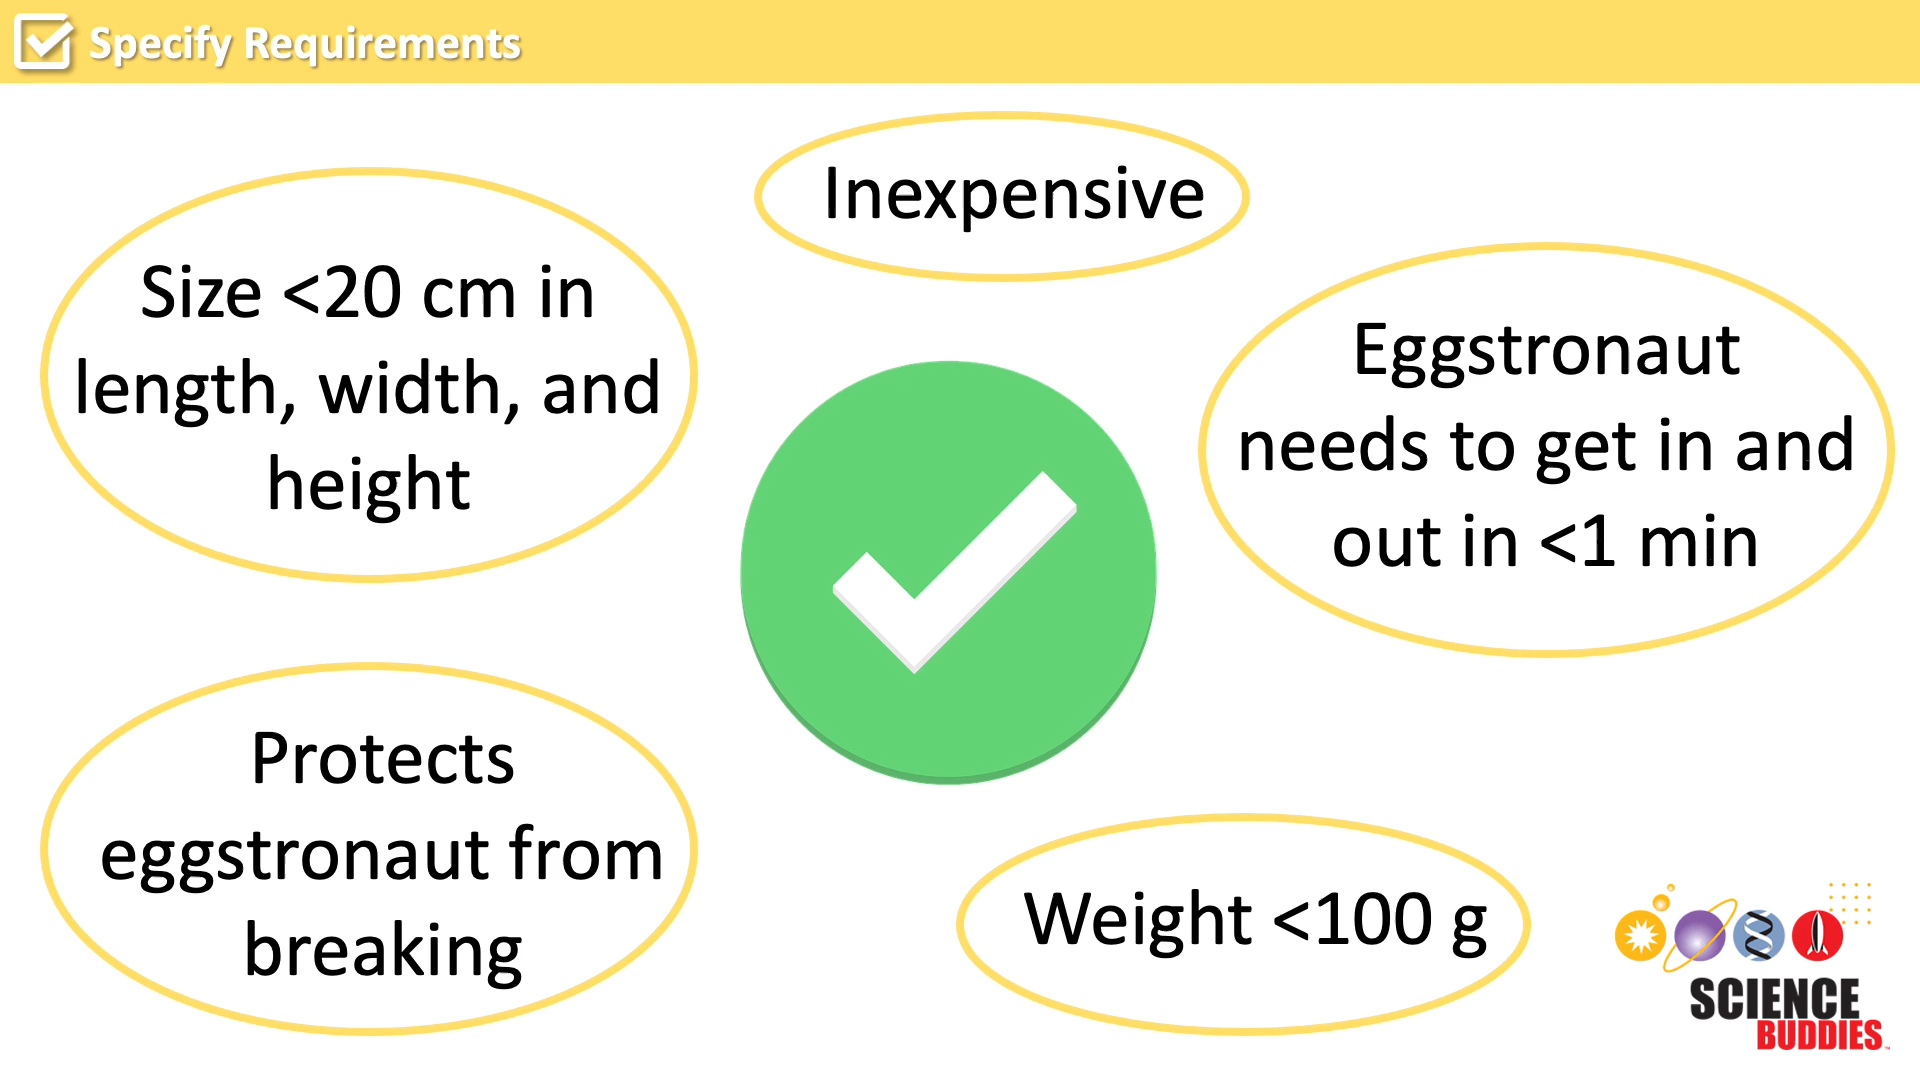 Specify Requirements
Inexpensive
Size <20 cm in
length, width, and
height
Eggstronaut
needs to get in and
out in <1 min
Protects
eggstronaut from
breaking
Weight <100 g
SCIENCE
BUDDIES